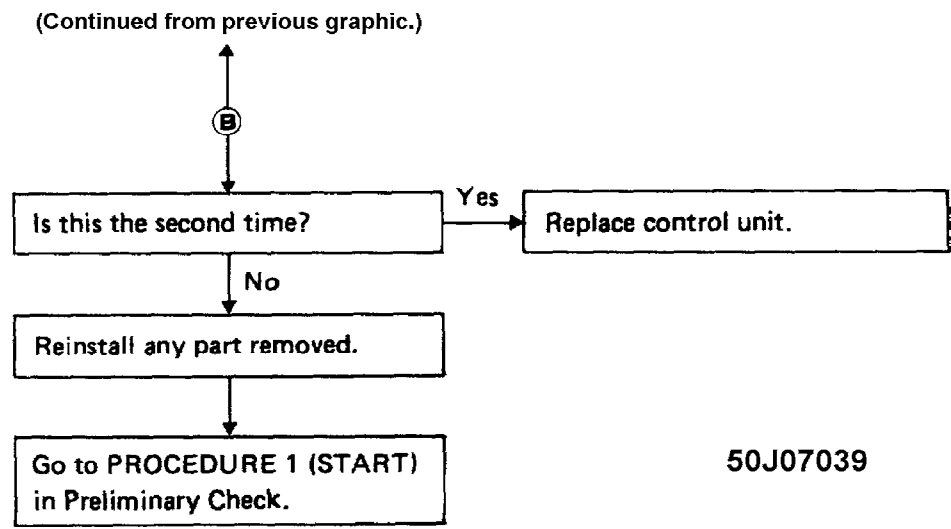 (Continued from previous graphic.)
B
Is this the second time?
Yes
Replace control unit.
No
Reinstall any part removed.
Go to PROCEDURE 1 (START)
in Preliminary Check.
50J07039